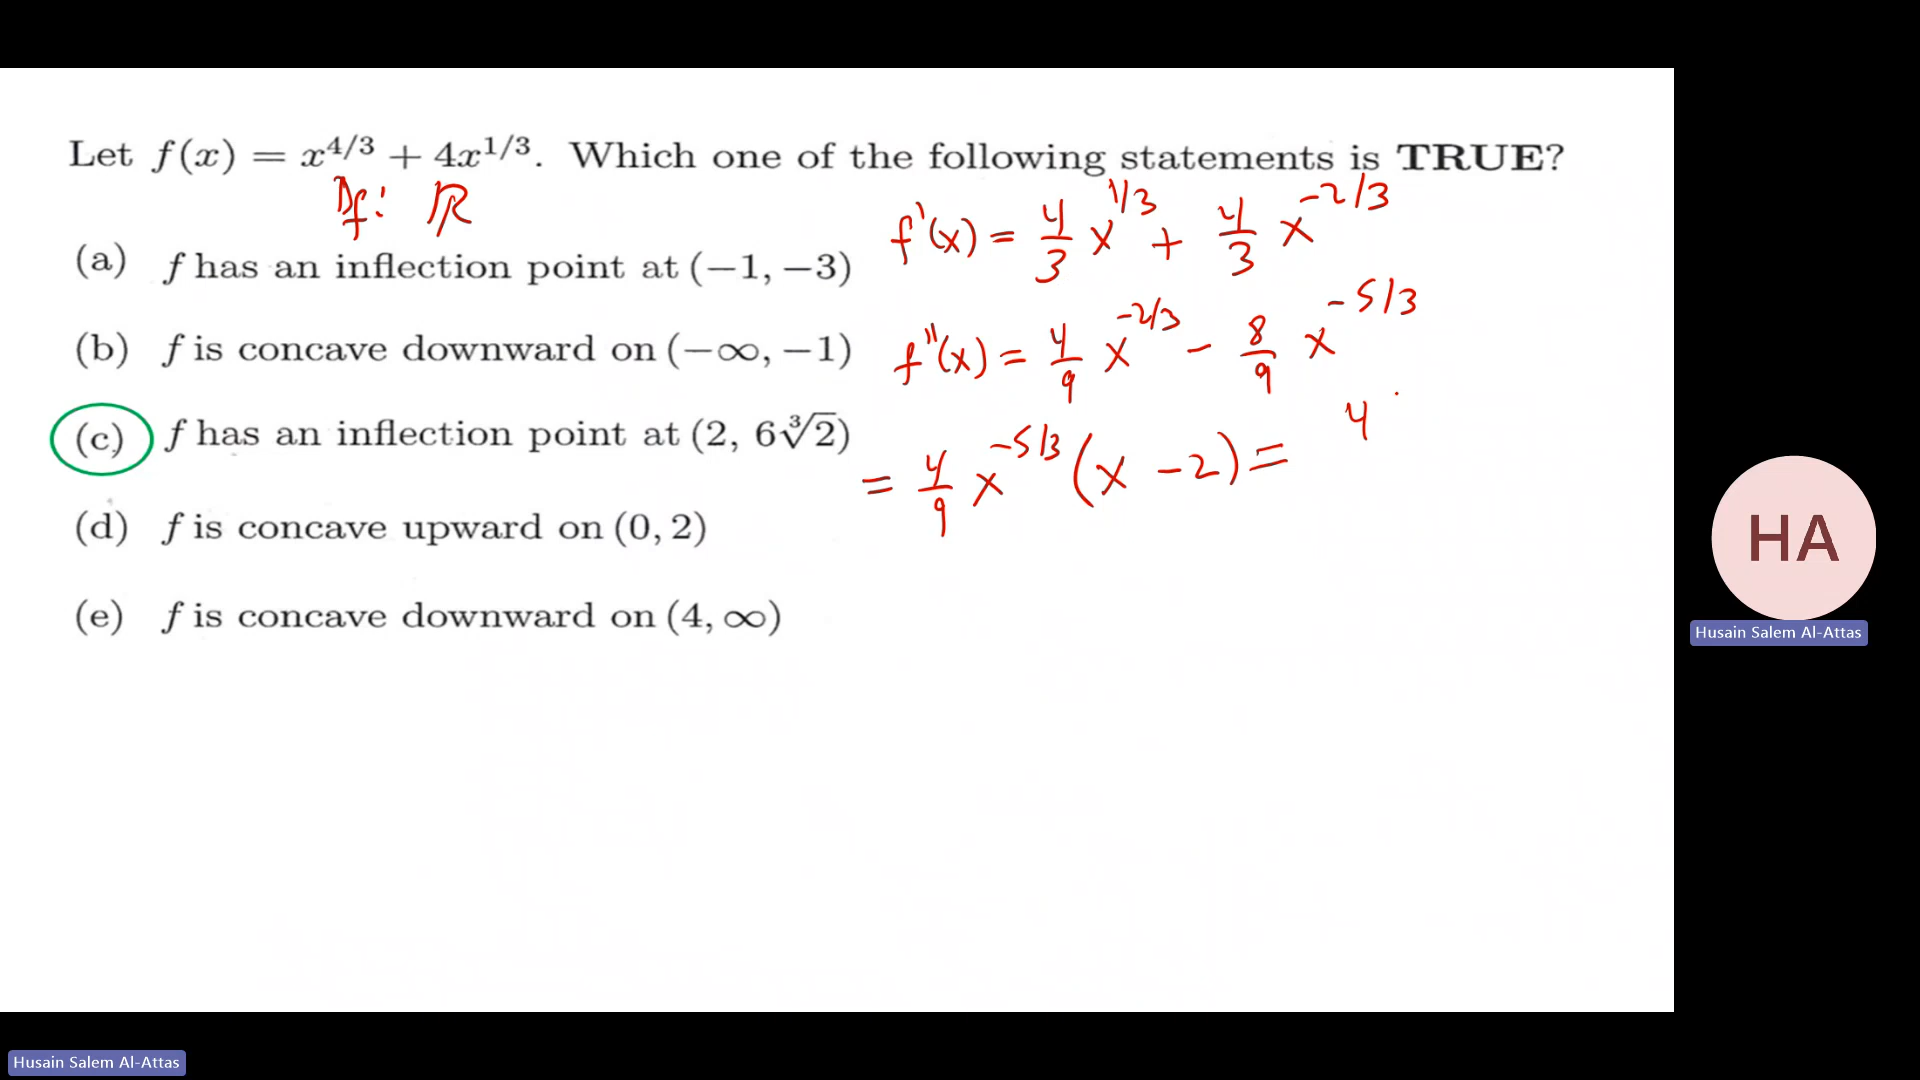 Let f(x) = x^{4/3} + 4x^{1/3}. Which one of the following statements is TRUE?
Df: ℝ
f'(x) = 4/3 x^{1/3} + 4/3 x^{-2/3}
(a) f has an inflection point at (−1, −3)
f''(x) = 4/9 x^{-2/3} - 8/9 x^{-5/3}
(b) f is concave downward on (−∞, −1)
(c) f has an inflection point at (2, 6∛2)
= 4/9 x^{-5/3} (x - 2) = 4
(d) f is concave upward on (0, 2)
(e) f is concave downward on (4, ∞)
HA
Husain Salem Al-Attas
Husain Salem Al-Attas